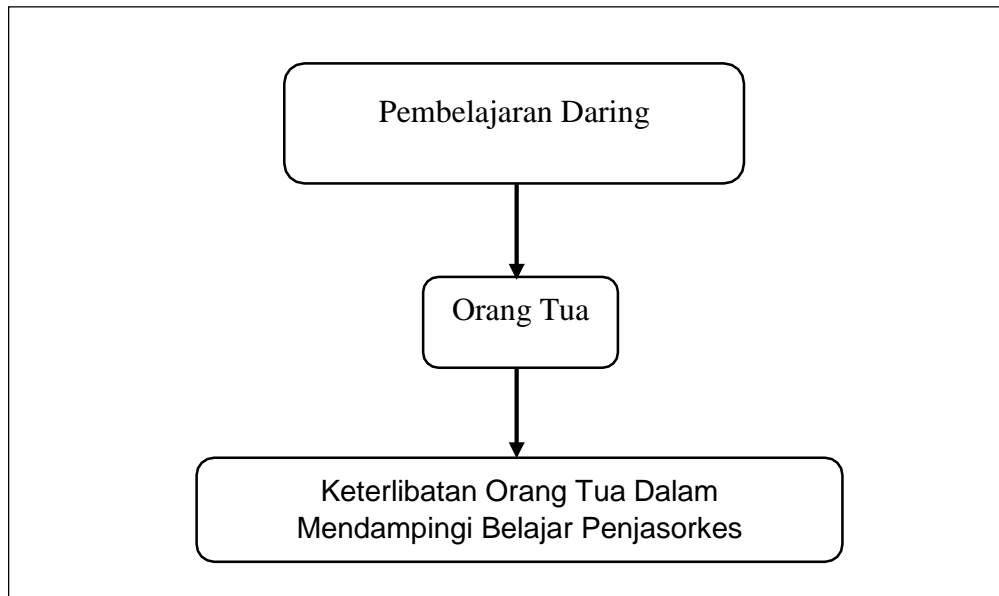 Pembelajaran Daring
Orang Tua
Keterlibatan Orang Tua Dalam
Mendampingi Belajar Penjasorkes